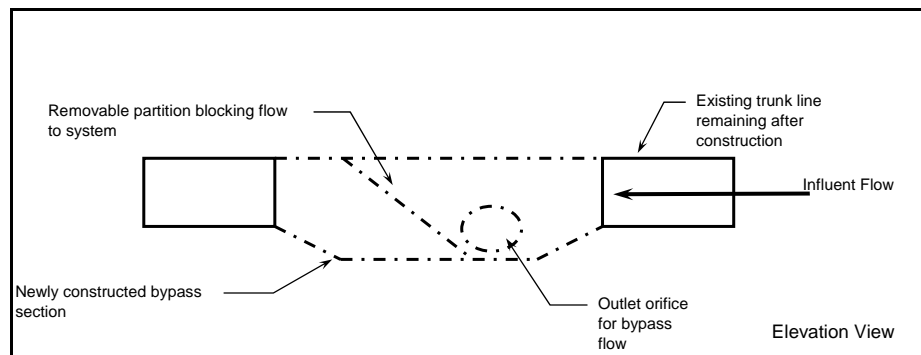 Removable partition blocking flow
to system
Existing trunk line
remaining after
construction
Influent Flow
Newly constructed bypass
section
Outlet orifice
for bypass
flow
Elevation View